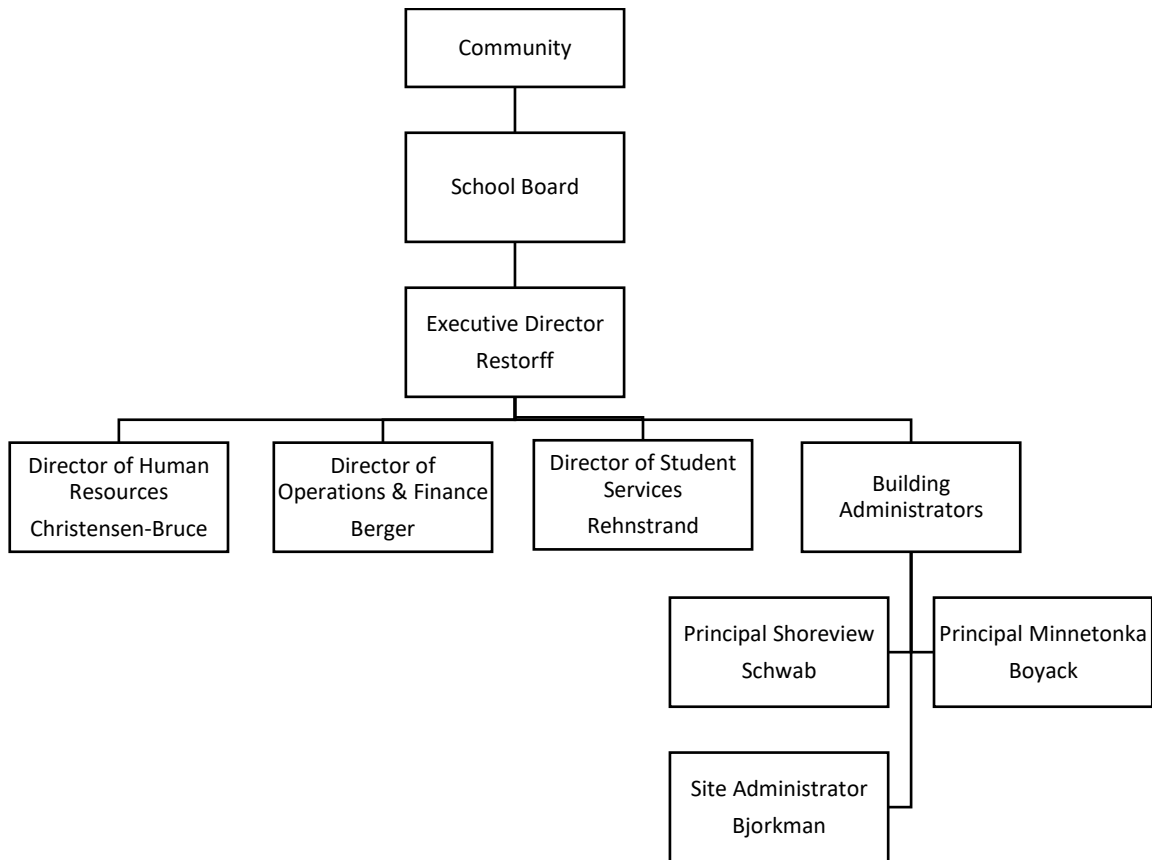 Community
School Board
Executive Director
Restorff
Director of Human
Resources
Christensen-Bruce
Director of
Operations & Finance
Berger
Director of Student
Services
Rehnstrand
Building
Administrators
Principal Shoreview
Schwab
Principal Minnetonka
Boyack
Site Administrator
Bjorkman